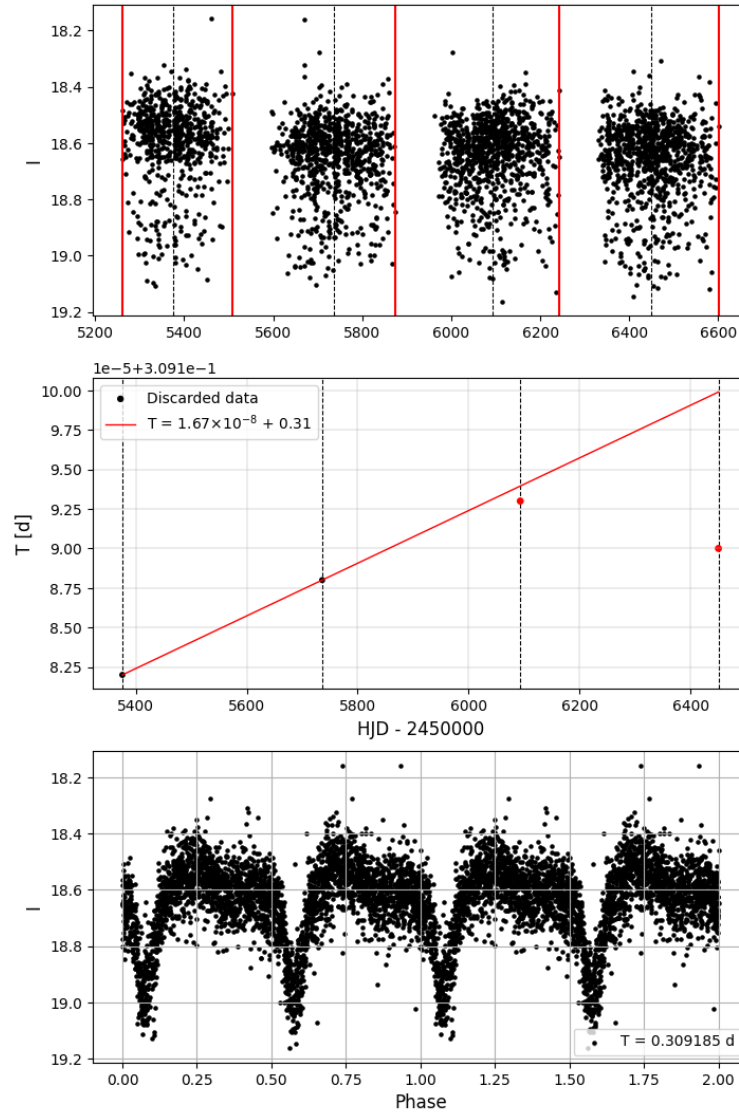 18.2
18.4
18.6
18.8
19.0
19.2
I
5200 5400 5600 5800 6000 6200 6400 6600
1e−5+3.091e−1
10.00
9.75
9.50
9.25
9.00
8.75
8.50
8.25
T [d]
Discarded data
T = 1.67×10⁻⁸ + 0.31
5400 5600 5800 6000 6200 6400
HJD - 2450000
18.2
18.4
18.6
18.8
19.0
19.2
I
T = 0.309185 d
0.00 0.25 0.50 0.75 1.00 1.25 1.50 1.75 2.00
Phase